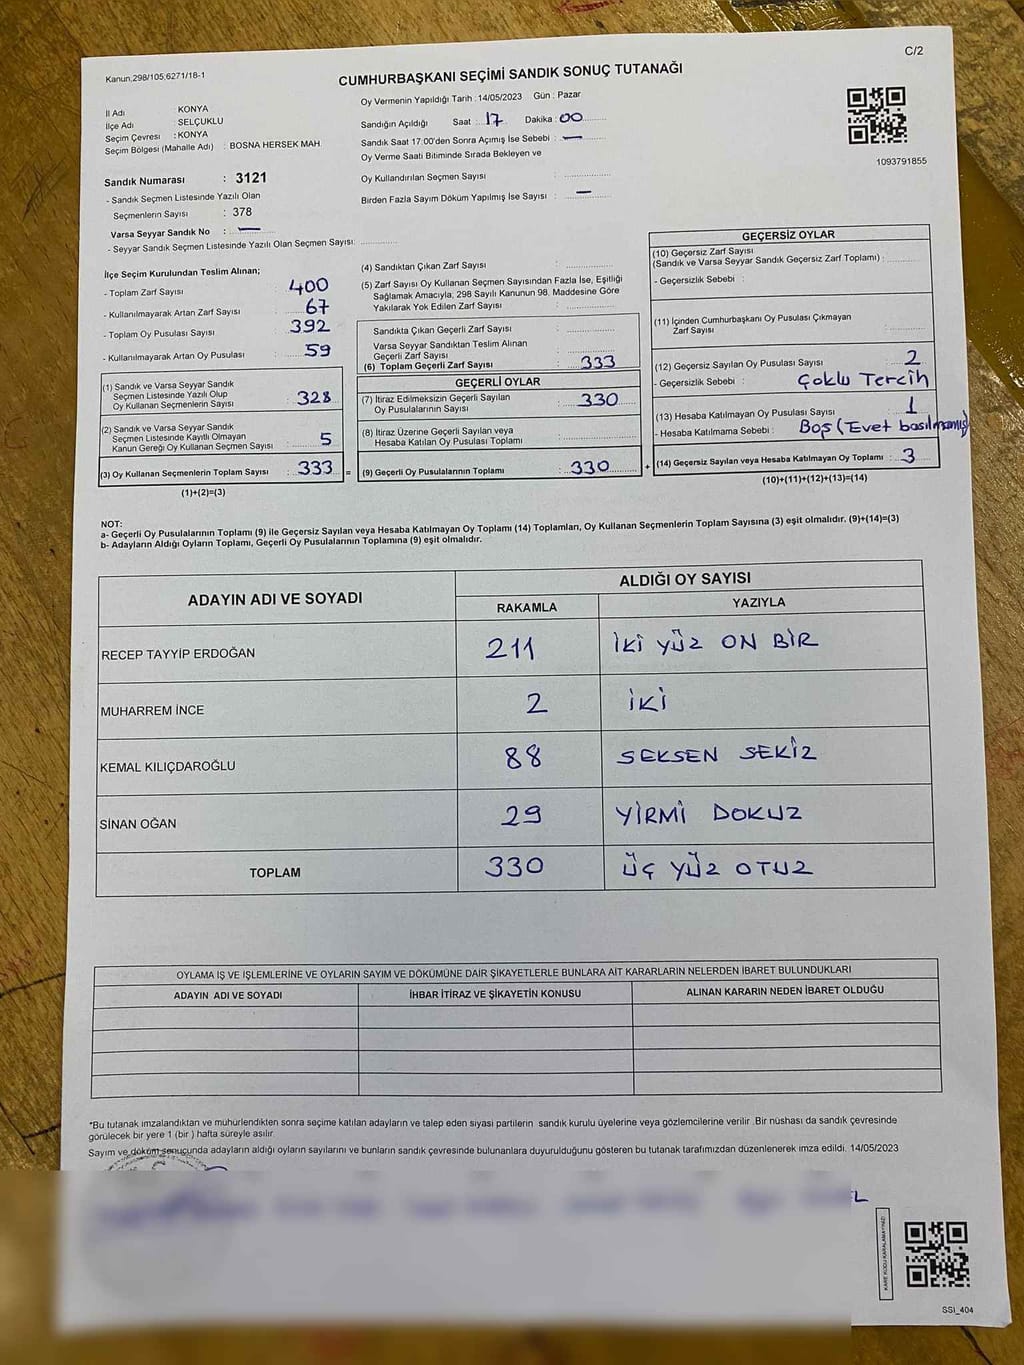 C/2
Kanun,298/105,6271/18-1
CUMHURBAŞKANI SEÇİMİ SANDIK SONUÇ TUTANAĞI
İl Adı : KONYA
İlçe Adı : SELÇUKLU
Seçim Çevresi : KONYA
Seçim Bölgesi (Mahalle Adı) : BOSNA HERSEK MAH.
Sandık Numarası : 3121
- Sandık Seçmen Listesinde Yazılı Olan
Seçmenlerin Sayısı : 378
Varsa Seyyar Sandık No : —
- Seyyar Sandık Seçmen Listesinde Yazılı Olan Seçmen Sayısı:
Oy Vermenin Yapıldığı Tarih : 14/05/2023 Gün : Pazar
Sandığın Açıldığı Saat : 17 Dakika : 00
Sandık Saat 17.00'den Sonra Açımış İse Sebebi : —
Oy Verme Saati Bitiminde Sırada Bekleyen ve
Oy Kullandırılan Seçmen Sayısı :
Birden Fazla Sayım Döküm Yapılmış İse Sayısı : —
1093791855
İlçe Seçim Kurulundan Teslim Alınan;
- Toplam Zarf Sayısı : 400
- Kullanılmayarak Artan Zarf Sayısı : 67
- Toplam Oy Pusulası Sayısı : 392
- Kullanılmayarak Artan Oy Pusulası : 59
(1) Sandık ve Varsa Seyyar Sandık
Seçmen Listesinde Yazılı Olup
Oy Kullanan Seçmenlerin Sayısı : 328
(2) Sandık ve Varsa Seyyar Sandık
Seçmen Listesinde Kayıtlı Olmayan
Kanun Gereği Oy Kullanan Seçmen Sayısı : 5
(3) Oy Kullanan Seçmenlerin Toplam Sayısı : 333 =
(1)+(2)=(3)
(4) Sandıktan Çıkan Zarf Sayısı :
(5) Zarf Sayısı Oy Kullanan Seçmen Sayısından Fazla İse, Eşitliği
Sağlamak Amacıyla, 298 Sayılı Kanunun 98. Maddesine Göre
Yakılarak Yok Edilen Zarf Sayısı :
Sandıkta Çıkan Geçerli Zarf Sayısı :
Varsa Seyyar Sandıktan Teslim Alınan
Geçerli Zarf Sayısı :
(6) Toplam Geçerli Zarf Sayısı : 333
GEÇERLİ OYLAR
(7) İtiraz Edilmeksizin Geçerli Sayılan
Oy Pusulalarının Sayısı : 330
(8) İtiraz Üzerine Geçerli Sayılan veya
Hesaba Katılan Oy Pusulası Toplamı :
(9) Geçerli Oy Pusulalarının Toplamı : 330 +
GEÇERSİZ OYLAR
(10) Geçersiz Zarf Sayısı
(Sandık ve Varsa Seyyar Sandık Geçersiz Zarf Toplamı) :
- Geçersizlik Sebebi :
(11) İçinden Cumhurbaşkanı Oy Pusulası Çıkmayan
Zarf Sayısı :
(12) Geçersiz Sayılan Oy Pusulası Sayısı : 2
- Geçersizlik Sebebi : Çoklu Tercih
(13) Hesaba Katılmayan Oy Pusulası Sayısı : 1
- Hesaba Katılmama Sebebi : Boş (Evet basılmamış)
(14) Geçersiz Sayılan veya Hesaba Katılmayan Oy Toplamı : 3
(10)+(11)+(12)+(13)=(14)
NOT:
a- Geçerli Oy Pusulalarının Toplamı (9) ile Geçersiz Sayılan veya Hesaba Katılmayan Oy Toplamı (14) Toplamları, Oy Kullanan Seçmenlerin Toplam Sayısına (3) eşit olmalıdır. (9)+(14)=(3)
b- Adayların Aldığı Oyların Toplamı, Geçerli Oy Pusulalarının Toplamına (9) eşit olmalıdır.
ADAYIN ADI VE SOYADI
ALDIĞI OY SAYISI
RAKAMLA YAZIYLA
RECEP TAYYİP ERDOĞAN 211 İKİ YÜZ ON BİR
MUHARREM İNCE 2 İKİ
KEMAL KILIÇDAROĞLU 88 SEKSEN SEKİZ
SİNAN OĞAN 29 YİRMİ DOKUZ
TOPLAM 330 ÜÇ YÜZ OTUZ
OYLAMA İŞ VE İŞLEMLERİNE VE OYLARIN SAYIM VE DÖKÜMÜNE DAİR ŞİKAYETLERLE BUNLARA AİT KARARLARIN NELERDEN İBARET BULUNDUKLARI
ADAYIN ADI VE SOYADI İHBAR İTİRAZ VE ŞİKAYETİN KONUSU ALINAN KARARIN NEDEN İBARET OLDUĞU
*Bu tutanak imzalandıktan ve mühürlendikten sonra seçime katılan adayların ve talep eden siyasi partilerin sandık kurulu üyelerine veya gözlemcilerine verilir. Bir nüshası da sandık çevresinde
görülecek bir yere 1 (bir ) hafta süreyle asılır.
Sayım ve döküm sonucunda adayların aldığı oyların sayılarını ve bunların sandık çevresinde bulunanlara duyurulduğunu gösteren bu tutanak tarafımızdan düzenlenerek imza edildi. 14/05/2023
KARE KODU KARALAMAYINIZ!
SSİ_404